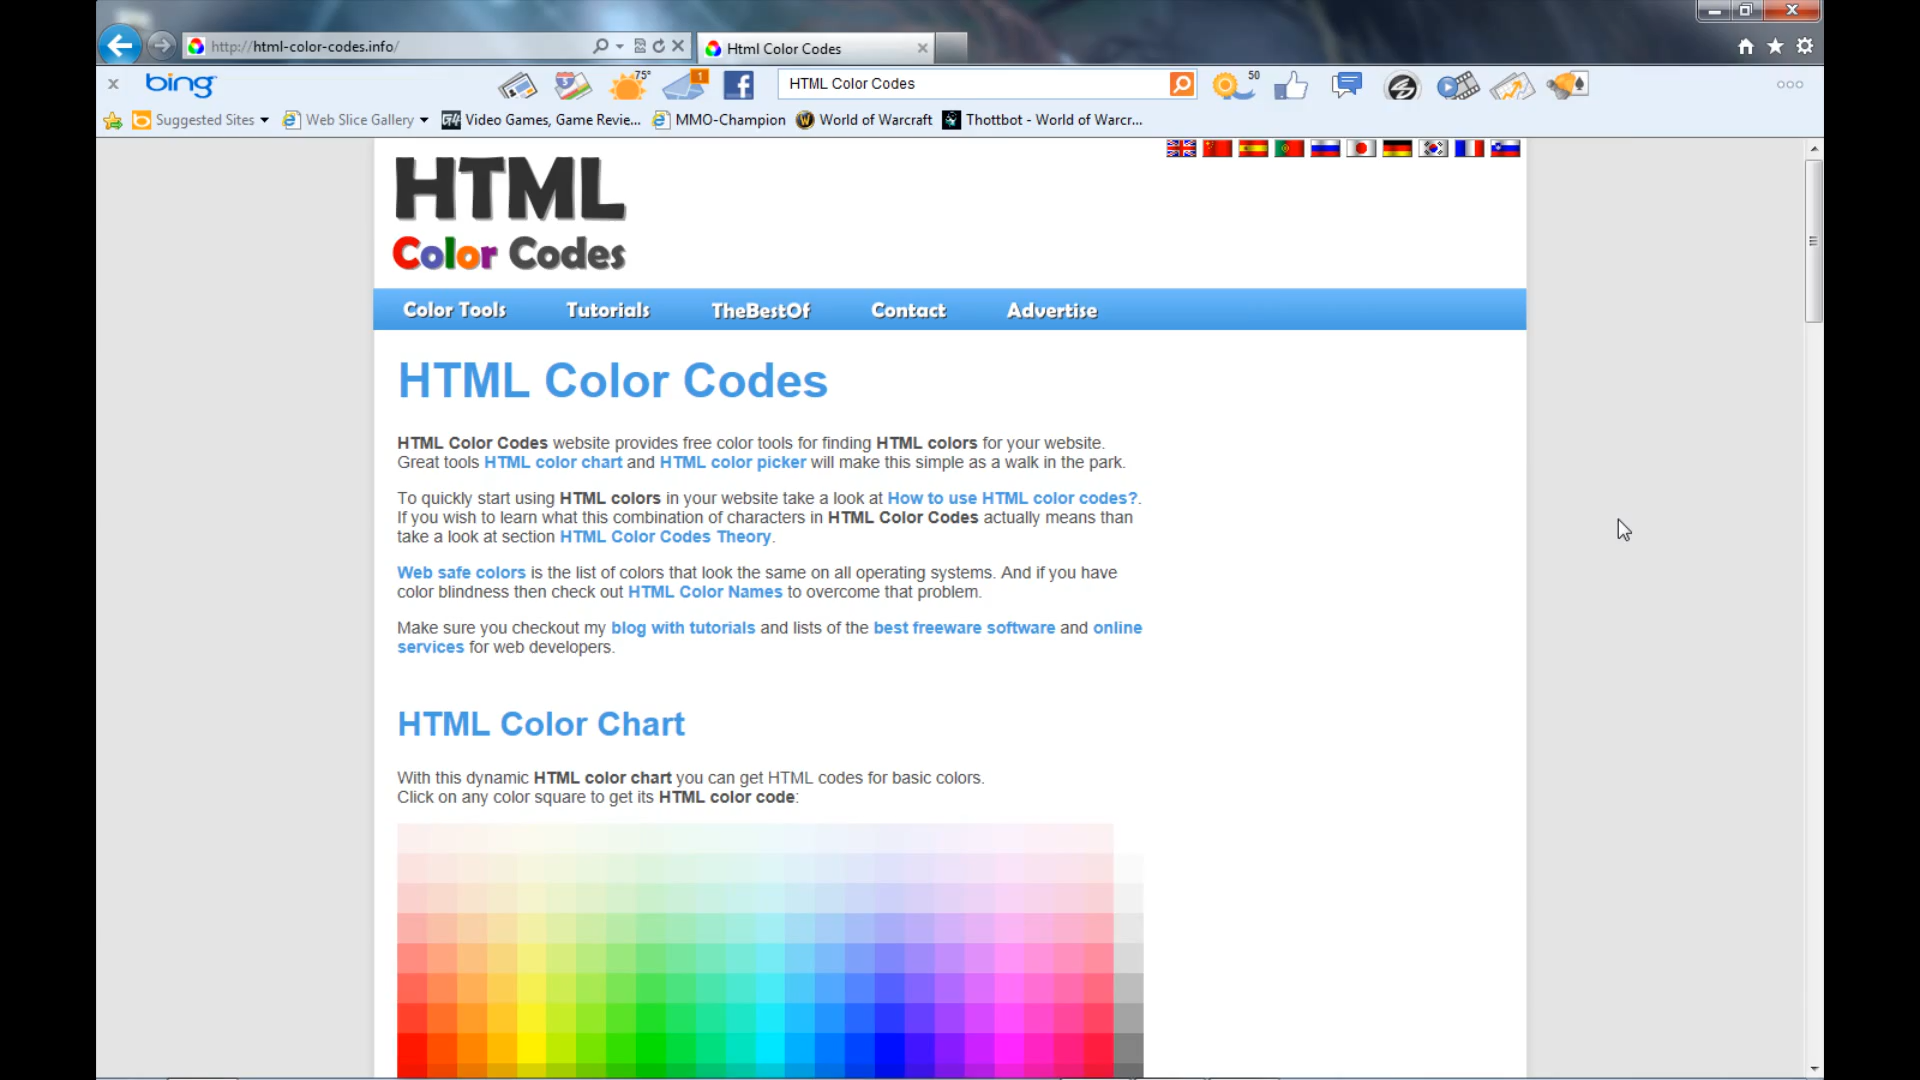 http://html-color-codes.info/
Html Color Codes
bing
75°
1
HTML Color Codes
50
Suggested Sites
Web Slice Gallery
Video Games, Game Revie...
MMO-Champion
World of Warcraft
Thottbot - World of Warcr...
HTML
Color Codes
Color Tools
Tutorials
TheBestOf
Contact
Advertise
HTML Color Codes
HTML Color Codes website provides free color tools for finding HTML colors for your website.
Great tools HTML color chart and HTML color picker will make this simple as a walk in the park.
To quickly start using HTML colors in your website take a look at How to use HTML color codes?.
If you wish to learn what this combination of characters in HTML Color Codes actually means than
take a look at section HTML Color Codes Theory.
Web safe colors is the list of colors that look the same on all operating systems. And if you have
color blindness then check out HTML Color Names to overcome that problem.
Make sure you checkout my blog with tutorials and lists of the best freeware software and online
services for web developers.
HTML Color Chart
With this dynamic HTML color chart you can get HTML codes for basic colors.
Click on any color square to get its HTML color code: